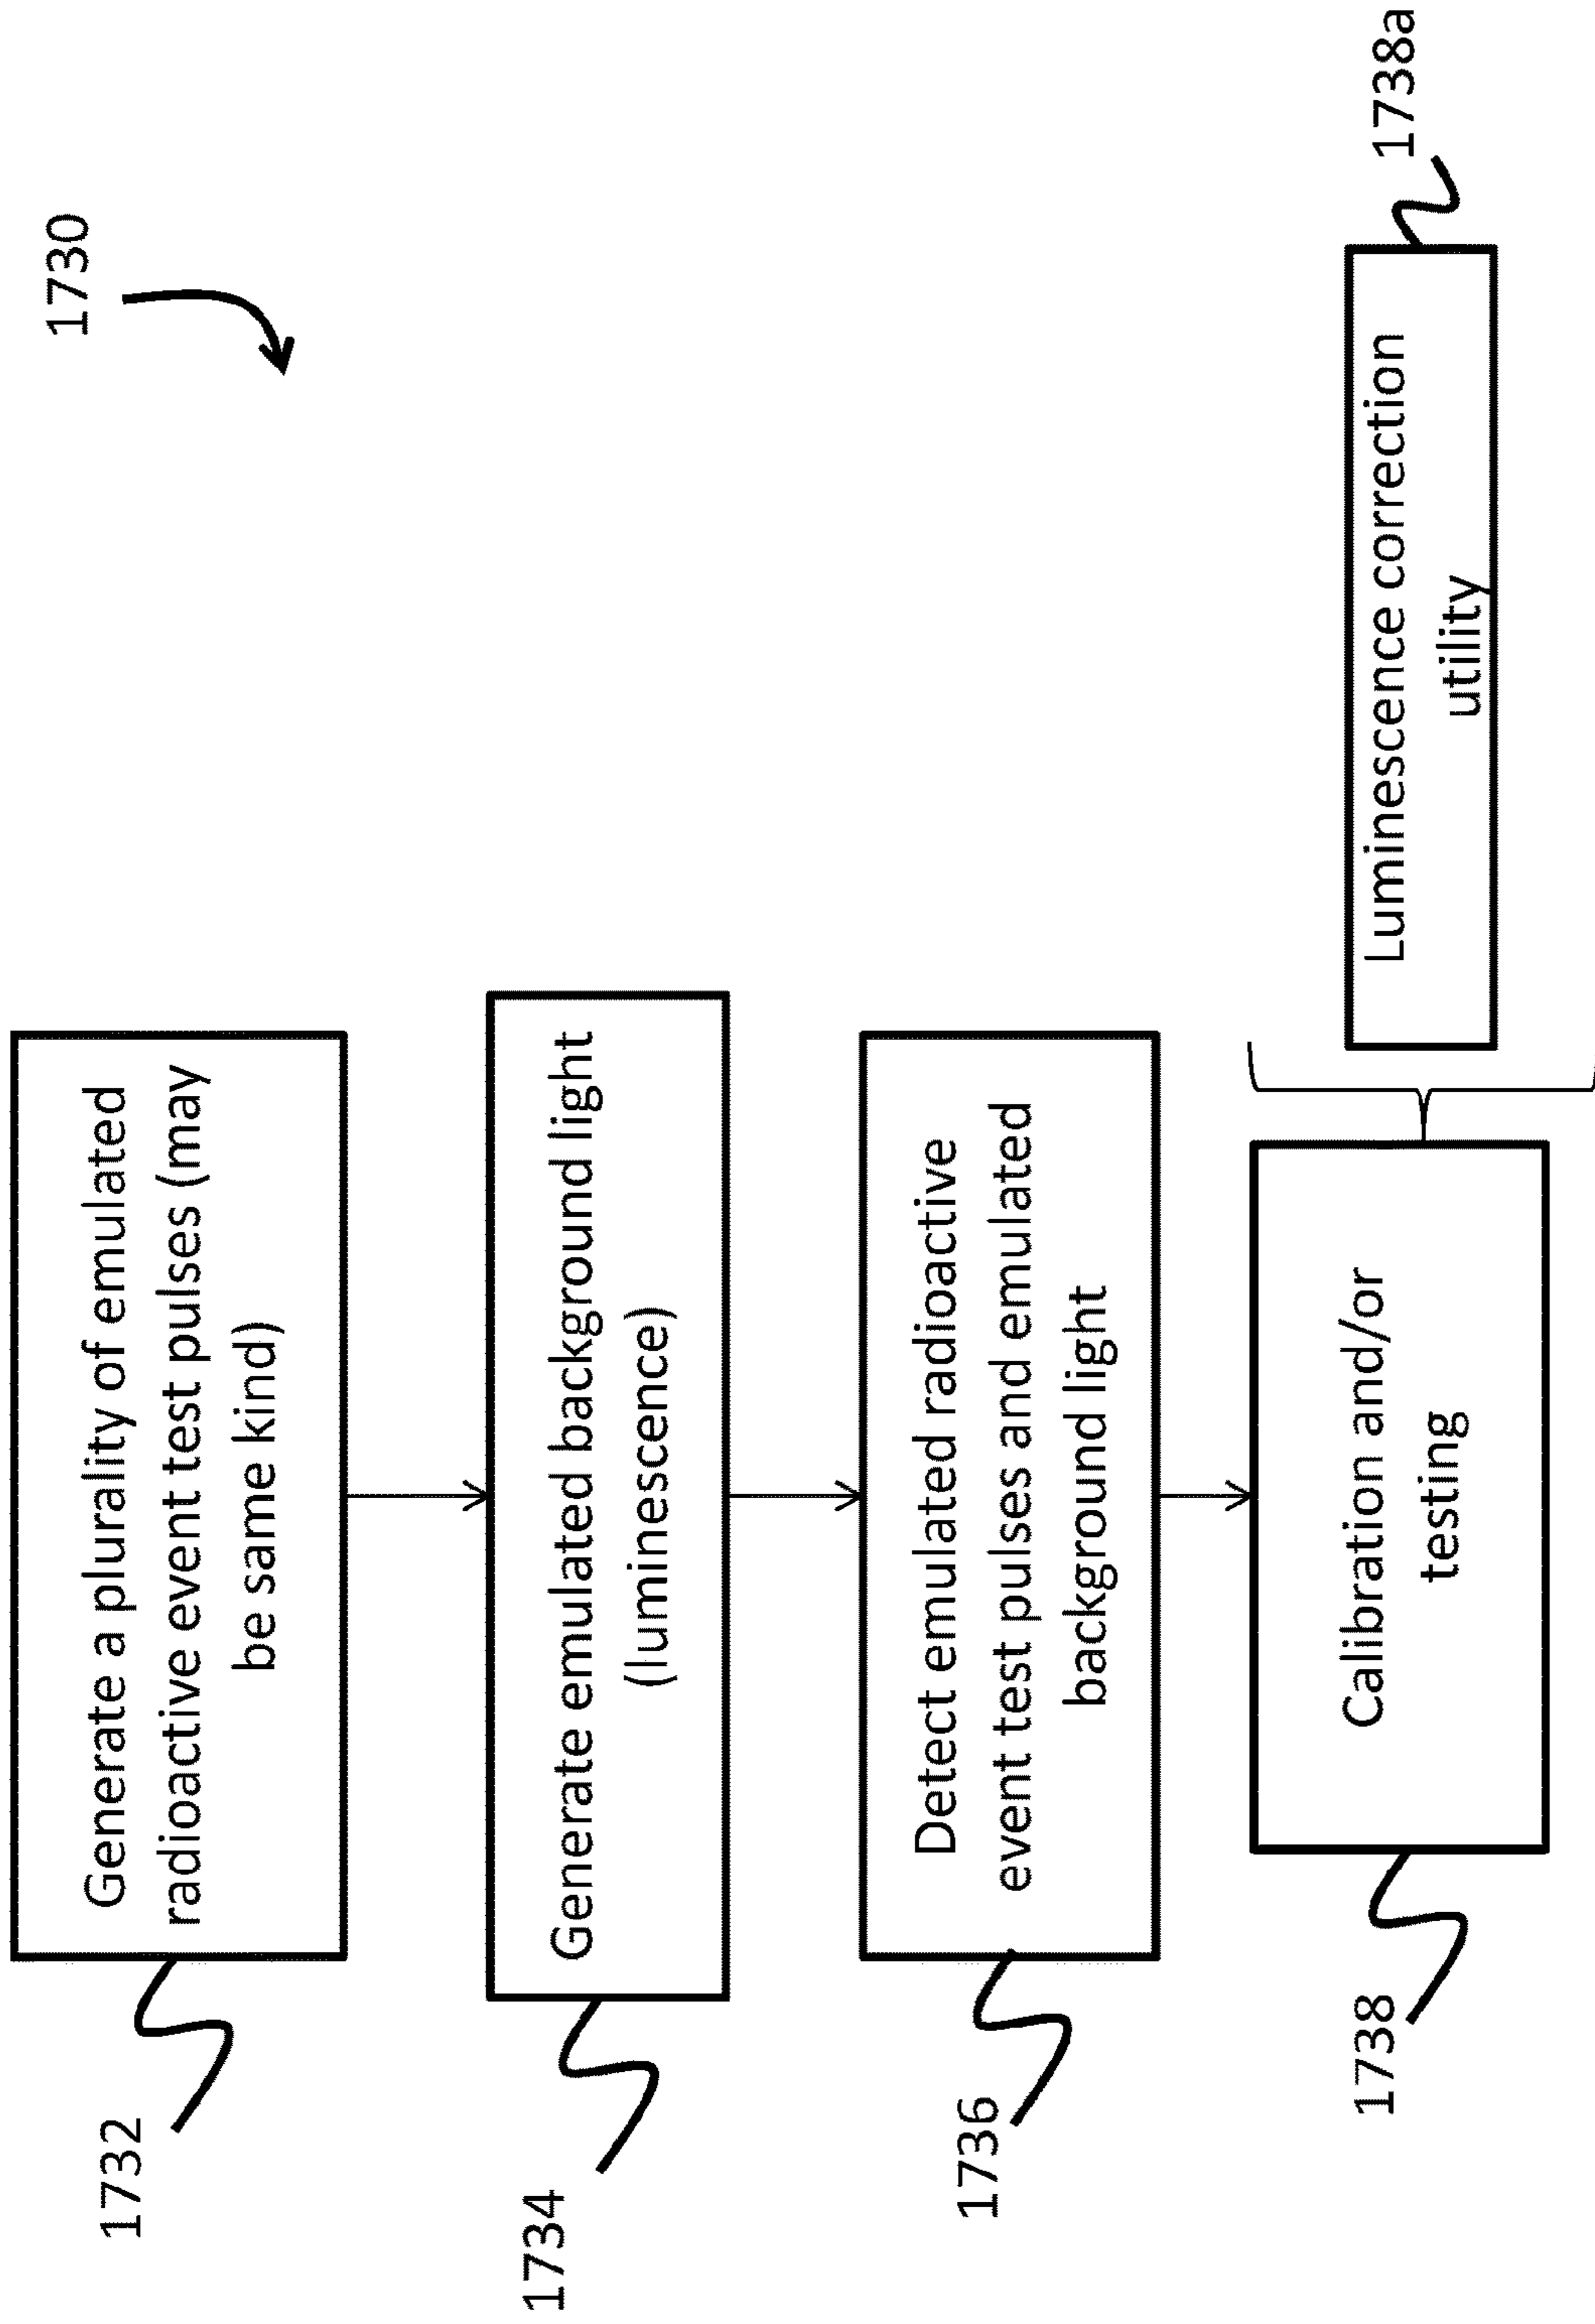 1730
1732
Generate a plurality of emulated
radioactive event test pulses (may
be same kind)
1734
Generate emulated background light
(luminescence)
1736
Detect emulated radioactive
event test pulses and emulated
background light
1738
Calibration and/or
testing
Luminescence correction
utility
1738a